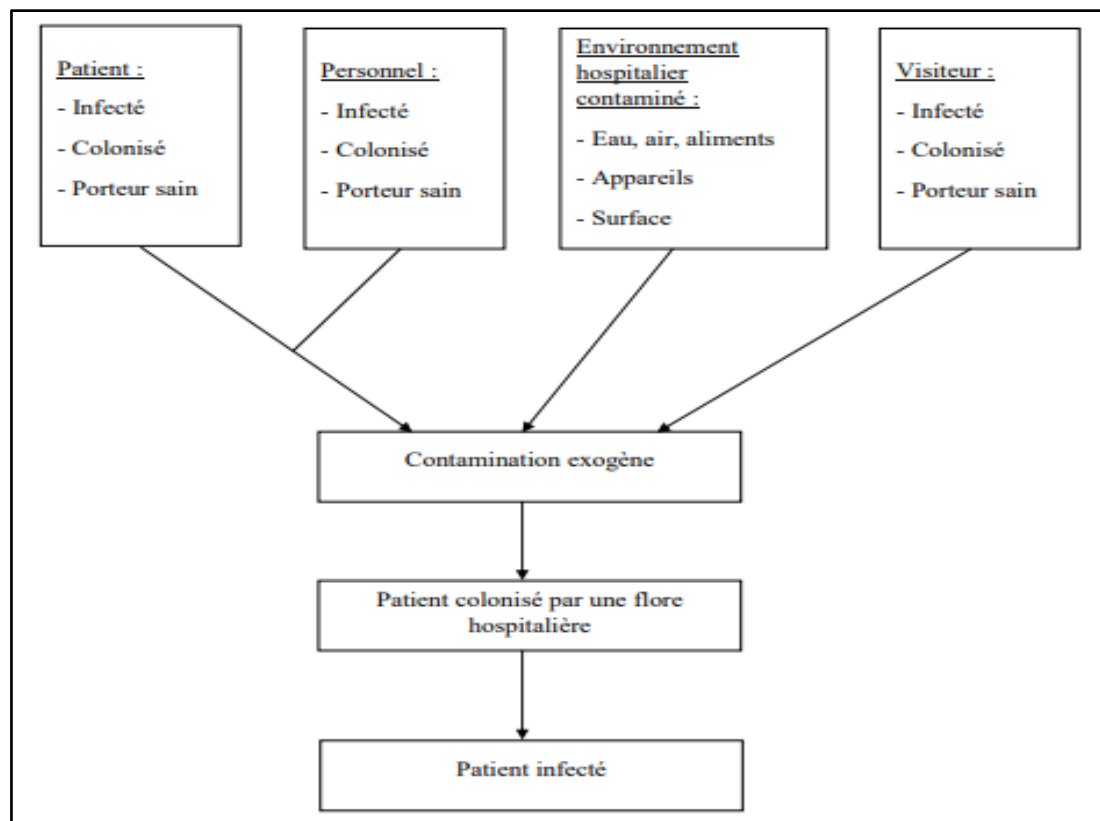 Patient :
- Infecté
- Colonisé
- Porteur sain
Personnel :
- Infecté
- Colonisé
- Porteur sain
Environnement
hospitalier
contaminé :
- Eau, air, aliments
- Appareils
- Surface
Visiteur :
- Infecté
- Colonisé
- Porteur sain
Contamination exogène
Patient colonisé par une flore
hospitalière
Patient infecté